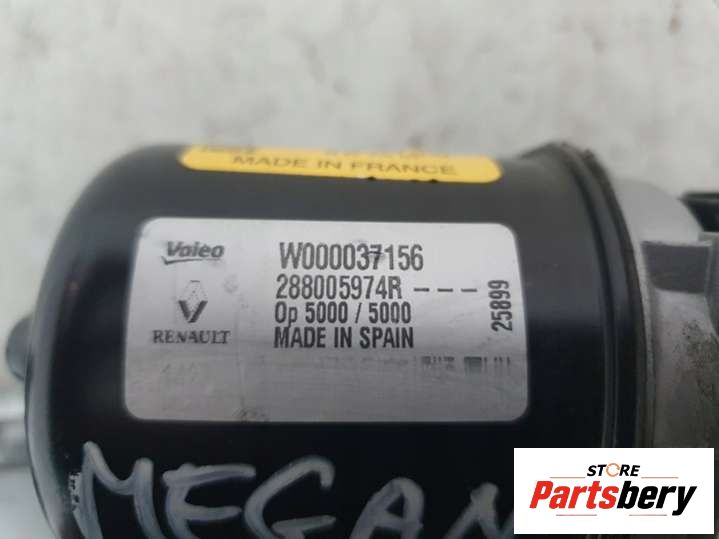 MADE IN FRANCE
Valeo
W000037156
288005974R ---
Op 5000 / 5000
MADE IN SPAIN
25899
RENAULT
MEGAN
STORE
Partsbery